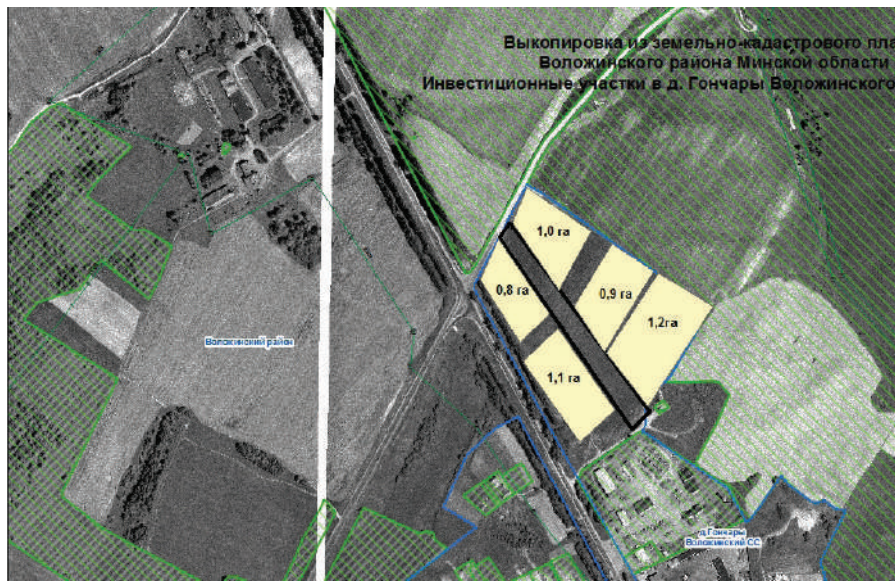 Выкопировка из земельно-кадастрового пла
Воложинского района Минской области
Инвестиционные участки в д. Гончары Воложинского
1,0 га
0,8 га
0,9 га
1,2га
1,1 га
Воложинский район
д.Гончары
Воложинский СС